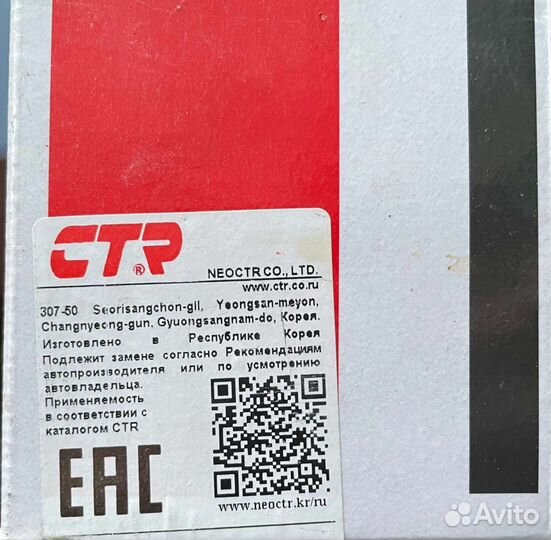 CTR®
NEOCTR CO., LTD.
www.ctr.co.ru
307-50 Seorisangchon-gil, Yeongsan-meyon,
Changnyeong-gun, Gyuongsangnam-do, Корея.
Изготовлено в Республике Корея
Подлежит замене согласно Рекомендациям
автопроизводителя или по усмотрению
автовладельца.
Применяемость
в соответствии с
каталогом CTR
EAC
www.neoctr.kr/ru
Avito